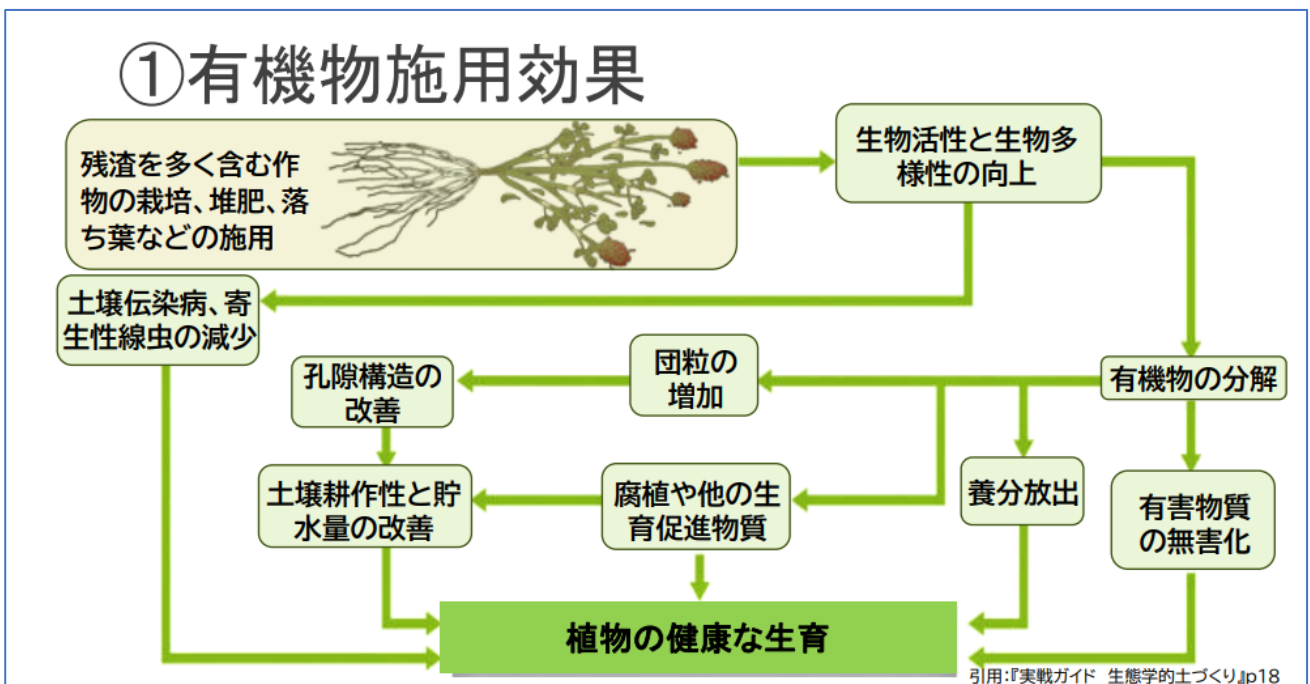 ①有機物施用効果
残渣を多く含む作
物の栽培、堆肥、落
ち葉などの施用
生物活性と生物多
様性の向上
土壌伝染病、寄
生性線虫の減少
孔隙構造の
改善
団粒の
増加
有機物の分解
土壌耕作性と貯
水量の改善
腐植や他の生
育促進物質
養分放出
有害物質
の無害化
植物の健康な生育
引用:『実戦ガイド 生態学的土づくり』p18